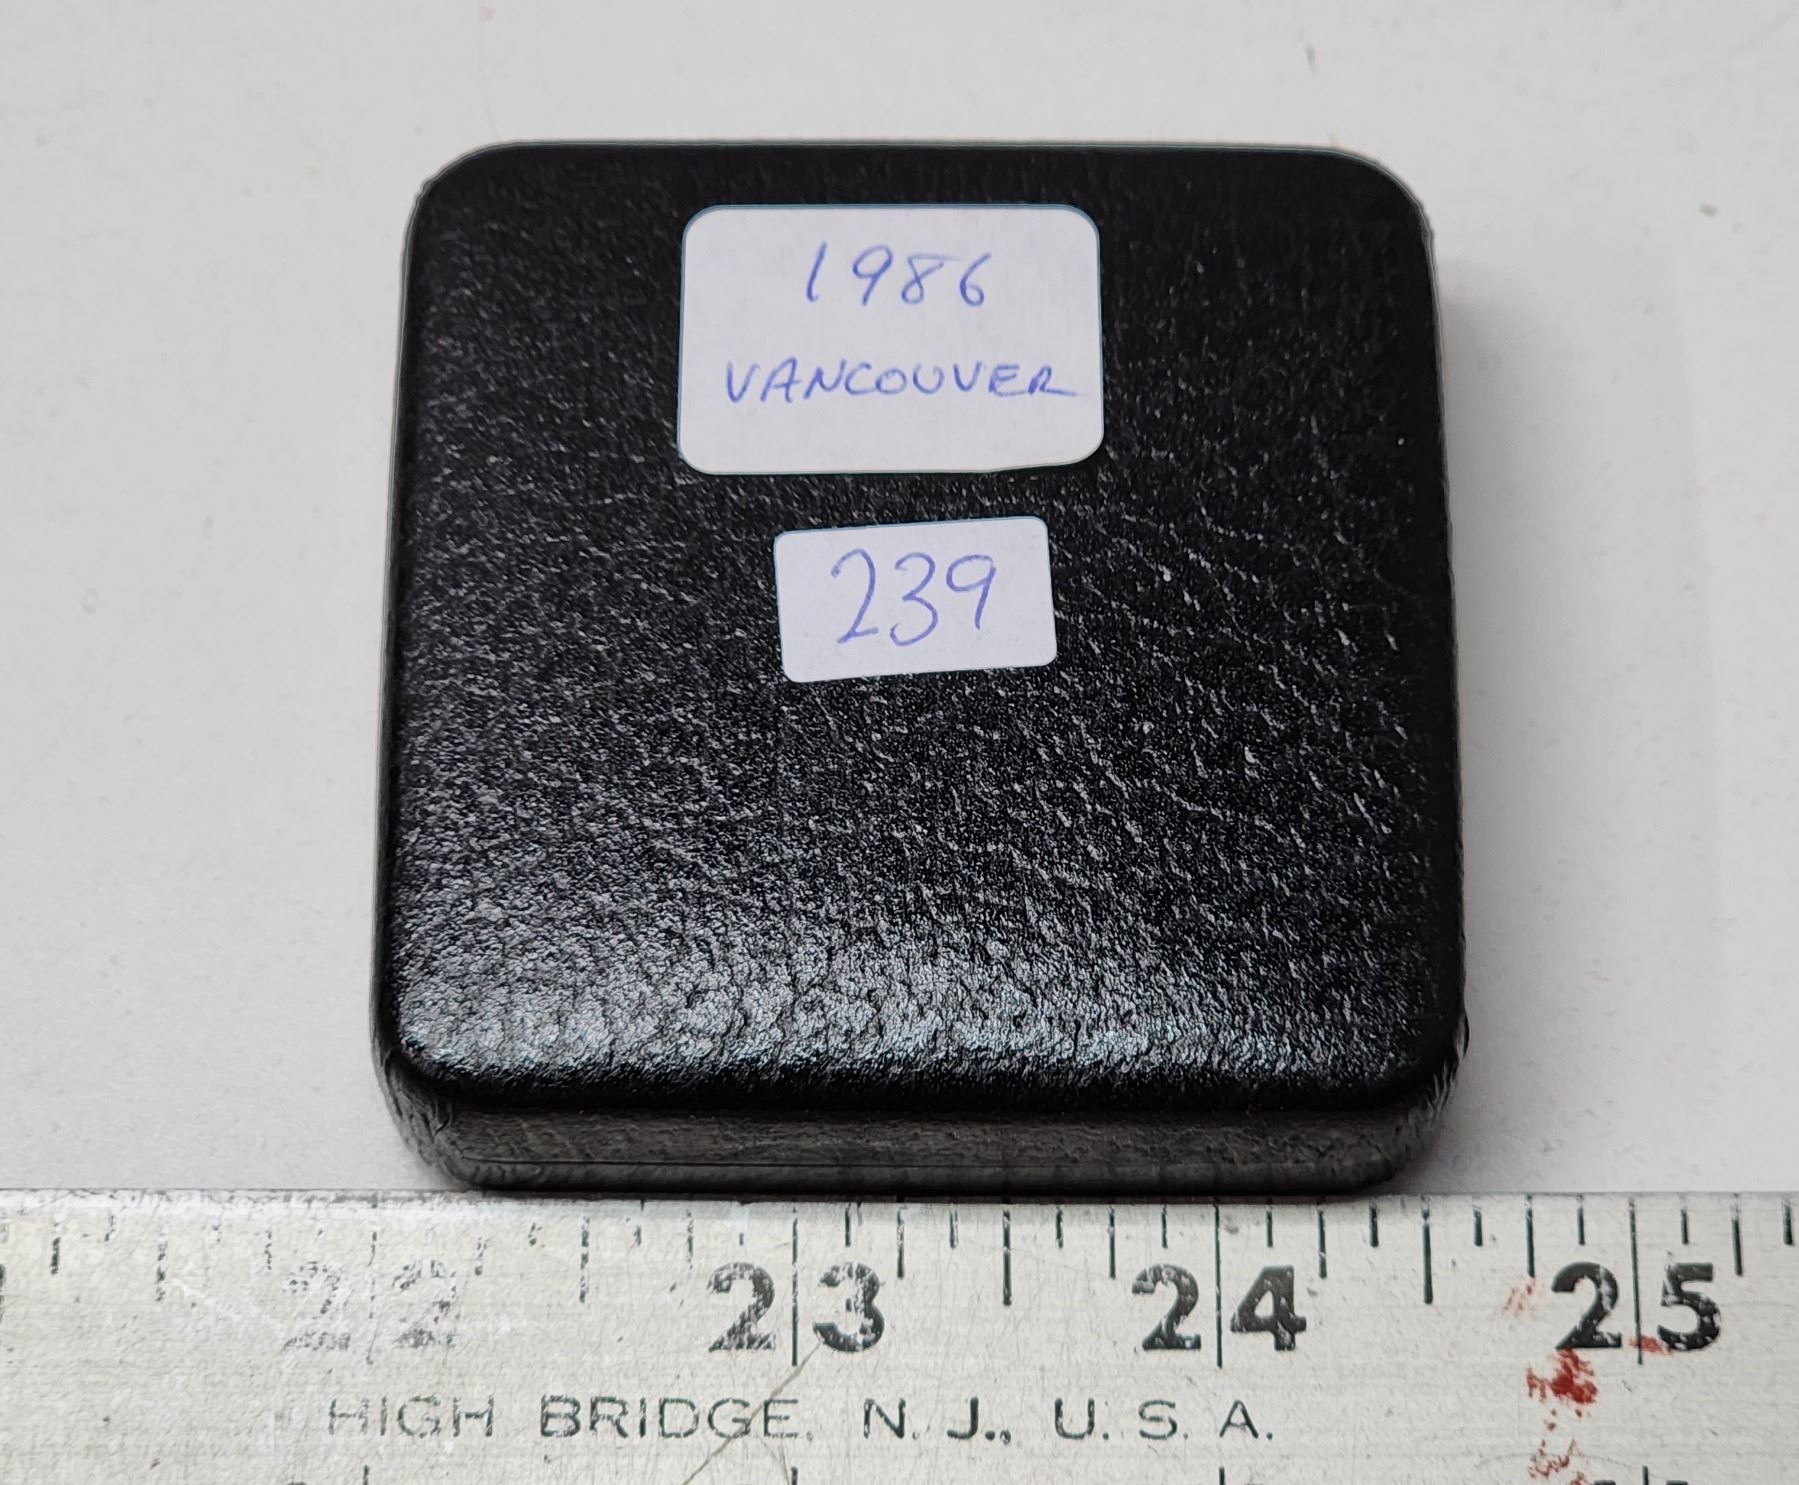 1986
VANCOUVER
239
22 23 24 25
HIGH BRIDGE, N. J., U. S. A.